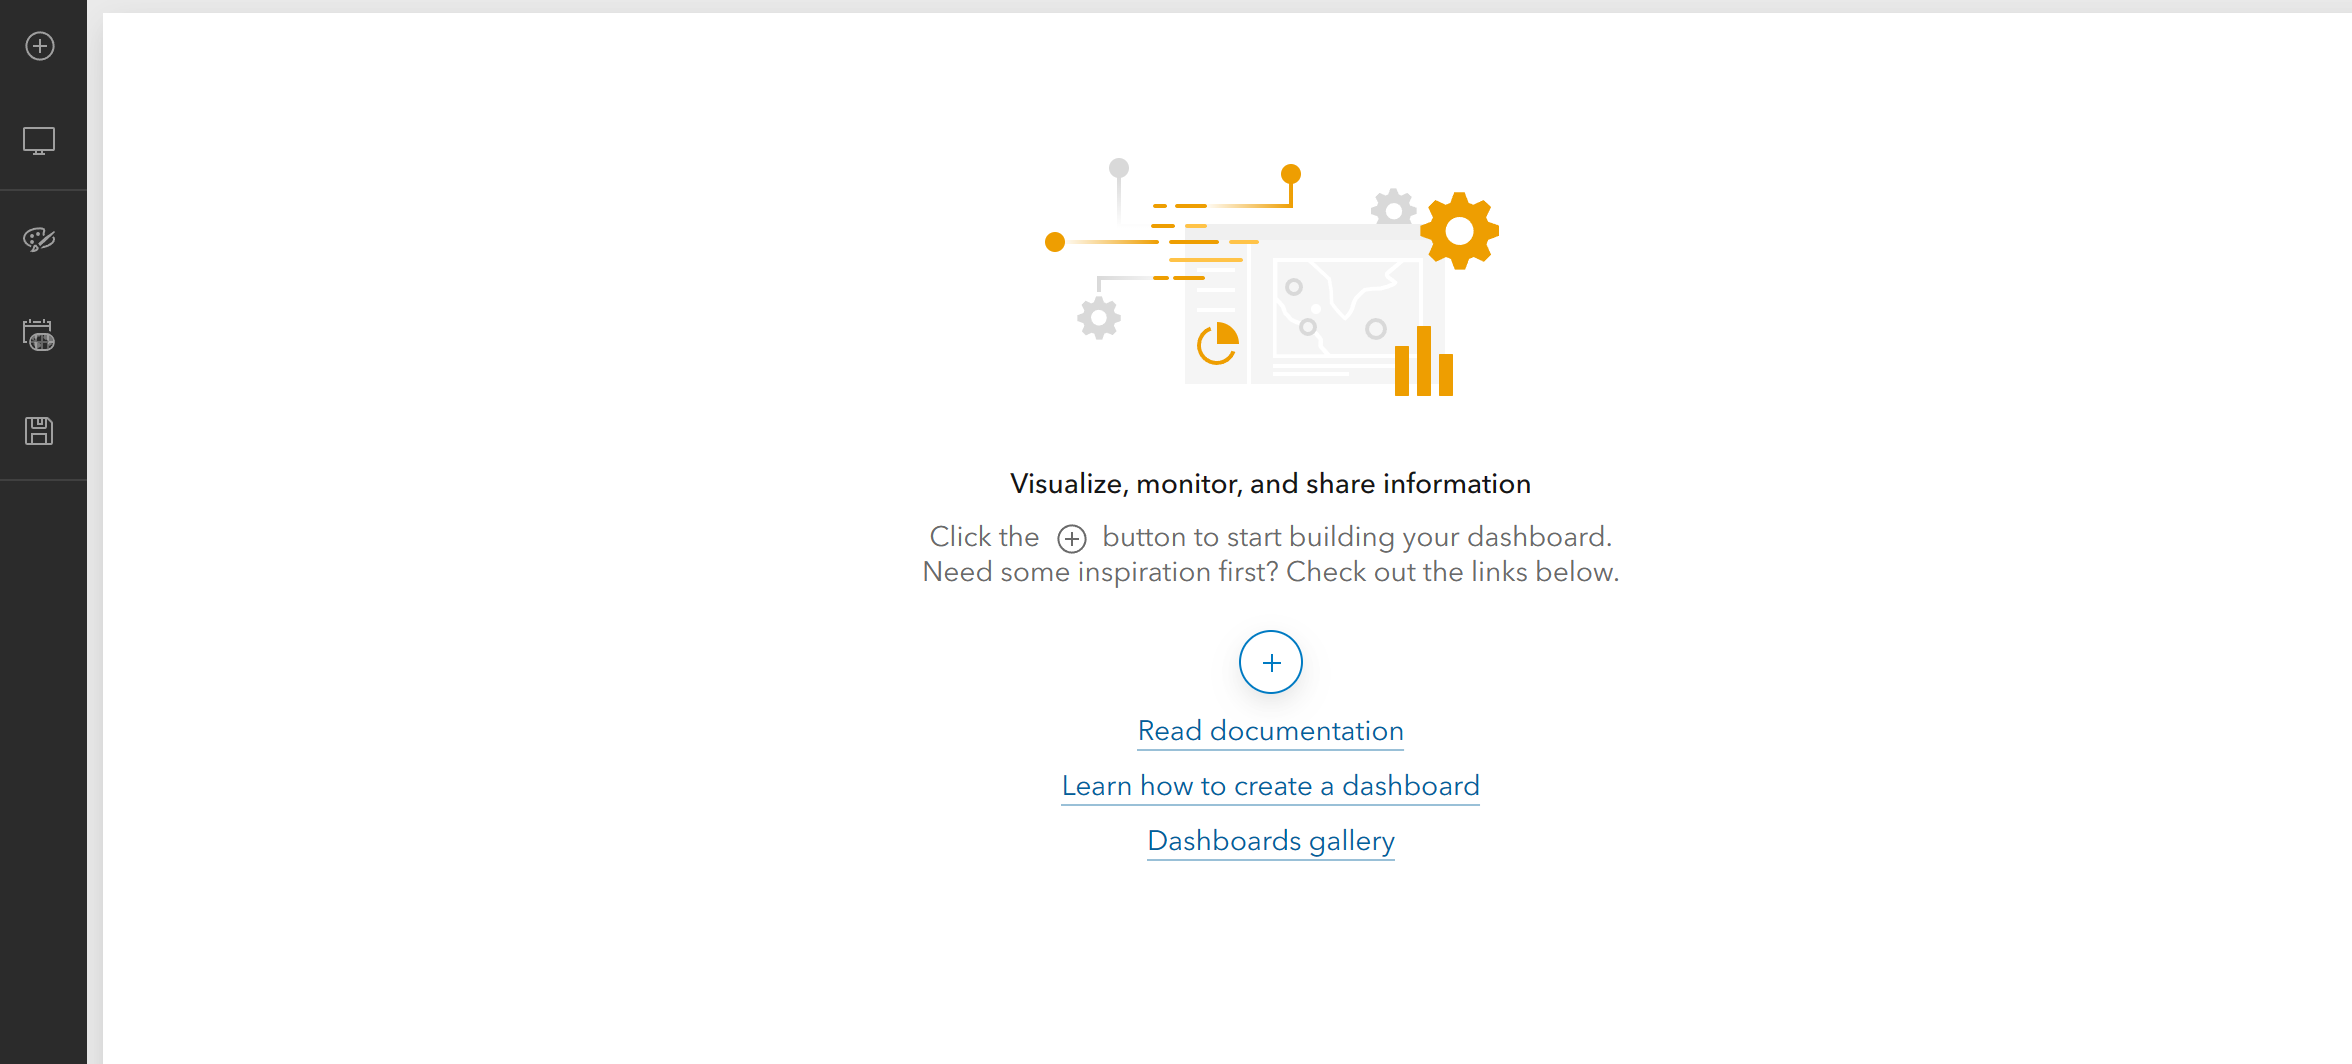 Visualize, monitor, and share information
Click the button to start building your dashboard.
Need some inspiration first? Check out the links below.
Read documentation
Learn how to create a dashboard
Dashboards gallery